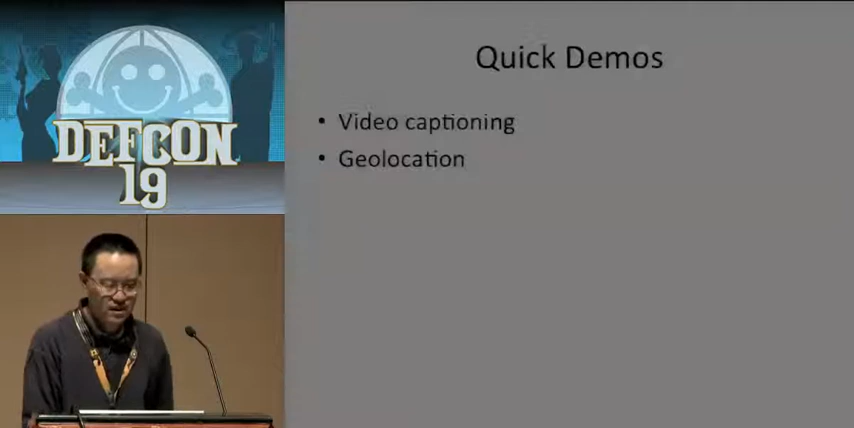 DEFCON
19
Quick Demos
• Video captioning
• Geolocation